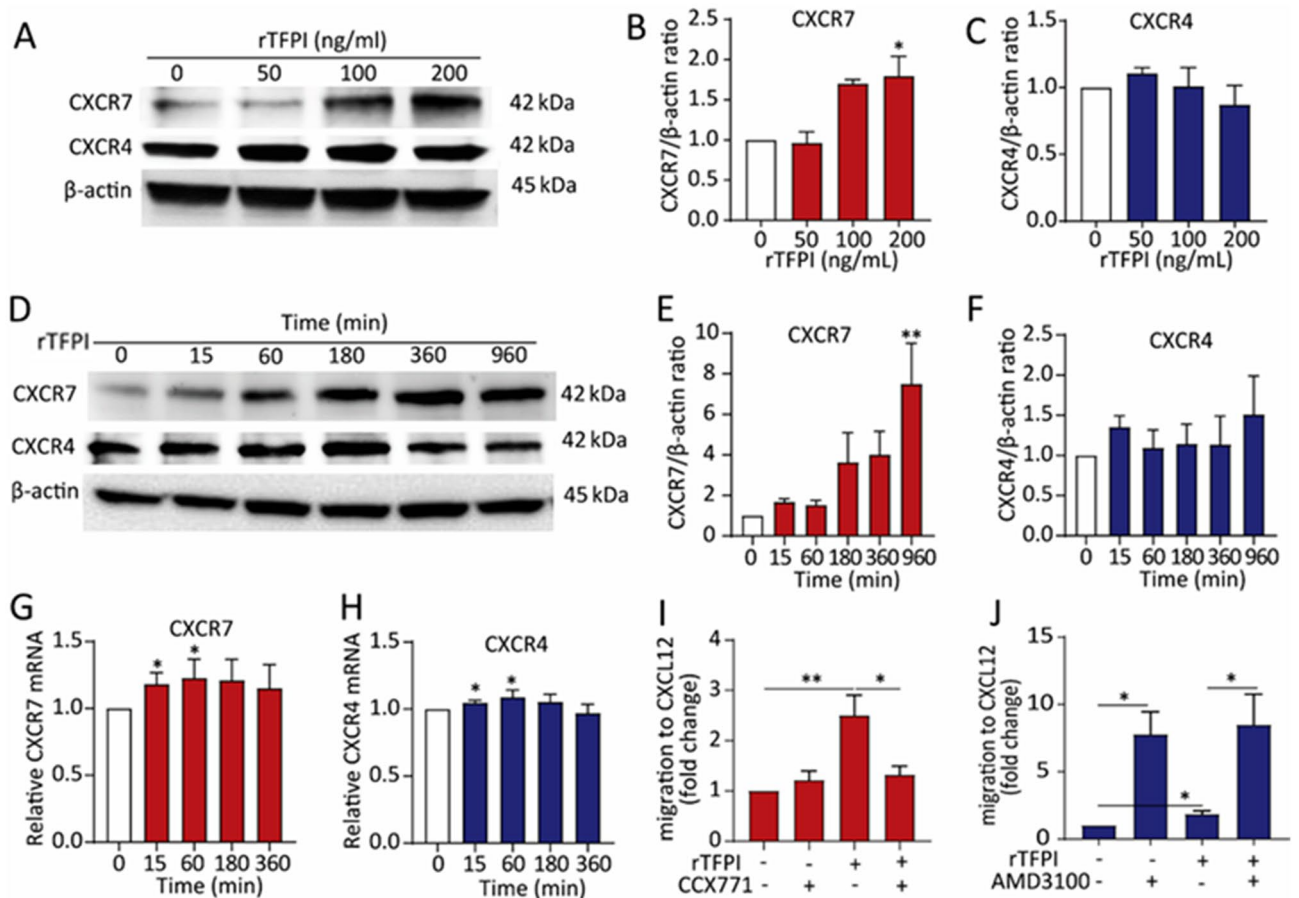 A
rTFPI (ng/ml)
0 50 100 200
CXCR7 42 kDa
CXCR4 42 kDa
β-actin 45 kDa
B
CXCR7
CXCR7/β-actin ratio
2.5
2.0
1.5
1.0
0.5
0.0
*
0 50 100 200
rTFPI (ng/mL)
C
CXCR4
CXCR4/β-actin ratio
1.5
1.0
0.5
0.0
0 50 100 200
rTFPI (ng/mL)
D
Time (min)
rTFPI 0 15 60 180 360 960
CXCR7 42 kDa
CXCR4 42 kDa
β-actin 45 kDa
E
CXCR7
CXCR7/β-actin ratio
10
8
6
4
2
0
**
0 15 60 180 360 960
Time (min)
F
CXCR4
CXCR4/β-actin ratio
2.5
2.0
1.5
1.0
0.5
0.0
0 15 60 180 360 960
Time (min)
G
CXCR7
Relative CXCR7 mRNA
1.5
1.0
0.5
0.0
* *
0 15 60 180 360
Time (min)
H
CXCR4
Relative CXCR4 mRNA
1.5
1.0
0.5
0.0
* *
0 15 60 180 360
Time (min)
I
migration to CXCL12
(fold change)
4
3
2
1
0
** *
rTFPI - - + +
CCX771 - + - +
J
migration to CXCL12
(fold change)
15
10
5
0
* * *
rTFPI - - + +
AMD3100 - + - +